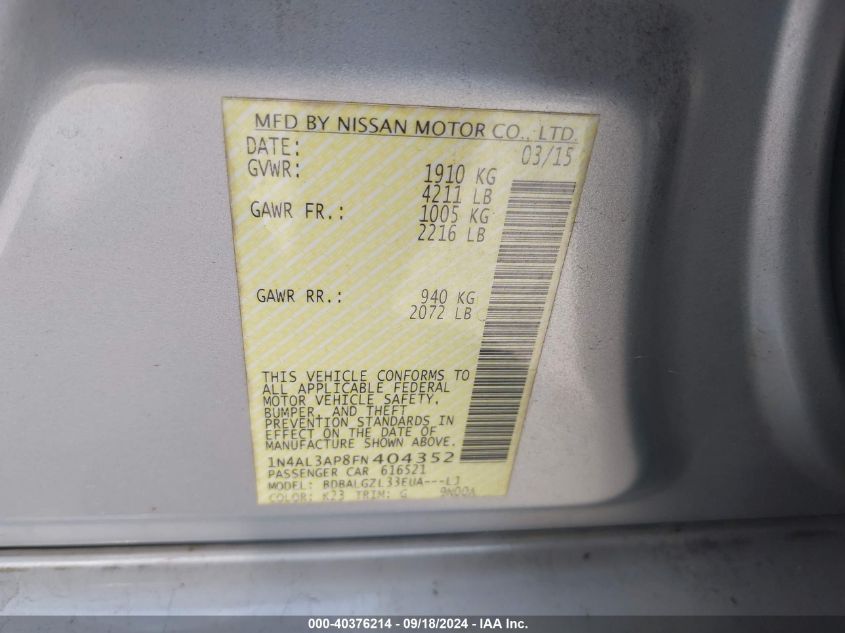 MFD BY NISSAN MOTOR CO., LTD.
DATE: 03/15
GVWR: 1910 KG
4211 LB
GAWR FR.: 1005 KG
2216 LB
GAWR RR.: 940 KG
2072 LB
THIS VEHICLE CONFORMS TO
ALL APPLICABLE FEDERAL
MOTOR VEHICLE SAFETY,
BUMPER, AND THEFT
PREVENTION STANDARDS IN
EFFECT ON THE DATE OF
MANUFACTURE SHOWN ABOVE.
1N4AL3AP8FN404352
PASSENGER CAR 616521
MODEL: BDBALGZL33EUA---LJ
COLOR: K23 TRIM: G
000-40376214 - 09/18/2024 - IAA Inc.